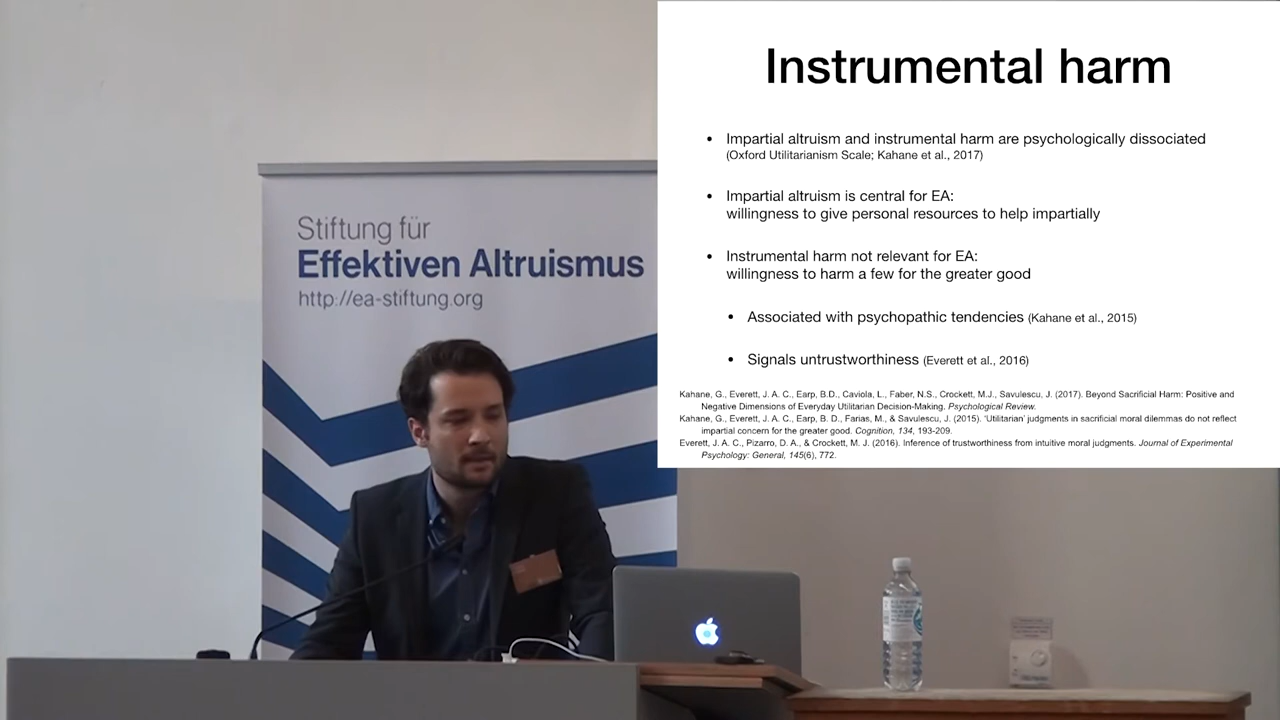 Instrumental harm
• Impartial altruism and instrumental harm are psychologically dissociated
(Oxford Utilitarianism Scale; Kahane et al., 2017)
• Impartial altruism is central for EA:
willingness to give personal resources to help impartially
• Instrumental harm not relevant for EA:
willingness to harm a few for the greater good
• Associated with psychopathic tendencies (Kahane et al., 2015)
• Signals untrustworthiness (Everett et al., 2016)
Kahane, G., Everett, J. A. C., Earp, B.D., Caviola, L., Faber, N.S., Crockett, M.J., Savulescu, J. (2017). Beyond Sacrificial Harm: Positive and
Negative Dimensions of Everyday Utilitarian Decision-Making. Psychological Review.
Kahane, G., Everett, J. A. C., Earp, B. D., Farias, M., & Savulescu, J. (2015). 'Utilitarian' judgments in sacrificial moral dilemmas do not reflect
impartial concern for the greater good. Cognition, 134, 193-209.
Everett, J. A. C., Pizarro, D. A., & Crockett, M. J. (2016). Inference of trustworthiness from intuitive moral judgments. Journal of Experimental
Psychology: General, 145(6), 772.
Stiftung für
Effektiven Altruismus
http://ea-stiftung.org